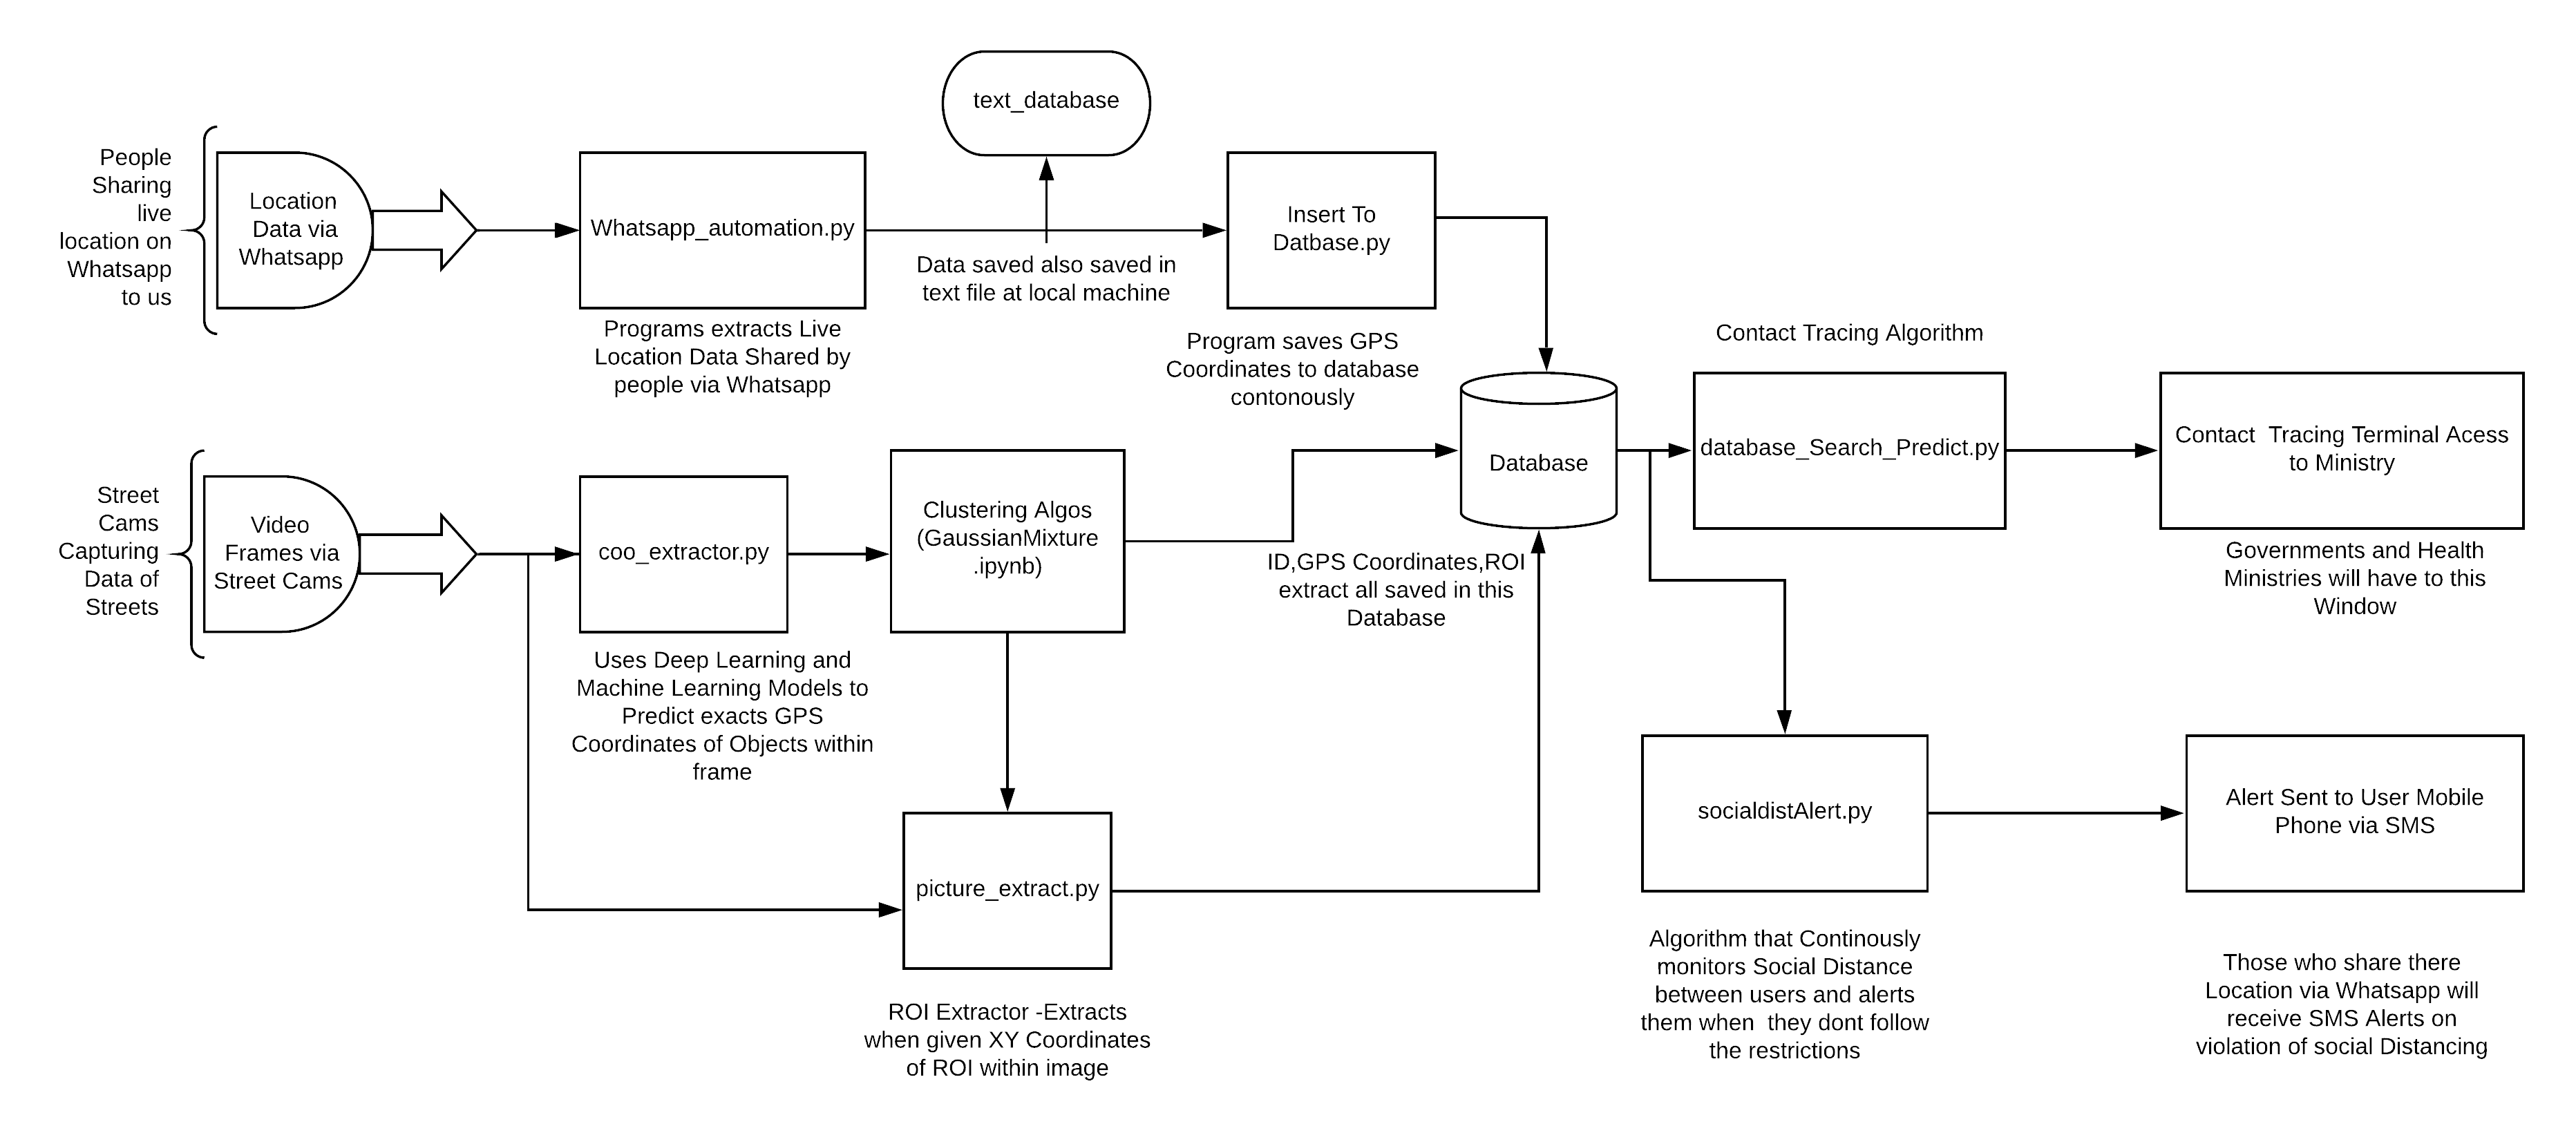 text_database
People
Sharing
live
location on
Whatsapp
to us
Location
Data via
Whatsapp
Whatsapp_automation.py
Programs extracts Live
Location Data Shared by
people via Whatsapp
Data saved also saved in
text file at local machine
Insert To
Datbase.py
Program saves GPS
Coordinates to database
contonously
Street
Cams
Capturing
Data of
Streets
Video
Frames via
Street Cams
coo_extractor.py
Uses Deep Learning and
Machine Learning Models to
Predict exacts GPS
Coordinates of Objects within
frame
Clustering Algos
(GaussianMixture
.ipynb)
picture_extract.py
ROI Extractor -Extracts
when given XY Coordinates
of ROI within image
Database
ID,GPS Coordinates,ROI
extract all saved in this
Database
Contact Tracing Algorithm
database_Search_Predict.py
Contact  Tracing Terminal Acess
to Ministry
Governments and Health
Ministries will have to this
Window
socialdistAlert.py
Algorithm that Continously
monitors Social Distance
between users and alerts
them when  they dont follow
the restrictions
Alert Sent to User Mobile
Phone via SMS
Those who share there
Location via Whatsapp will
receive SMS Alerts on
violation of social Distancing